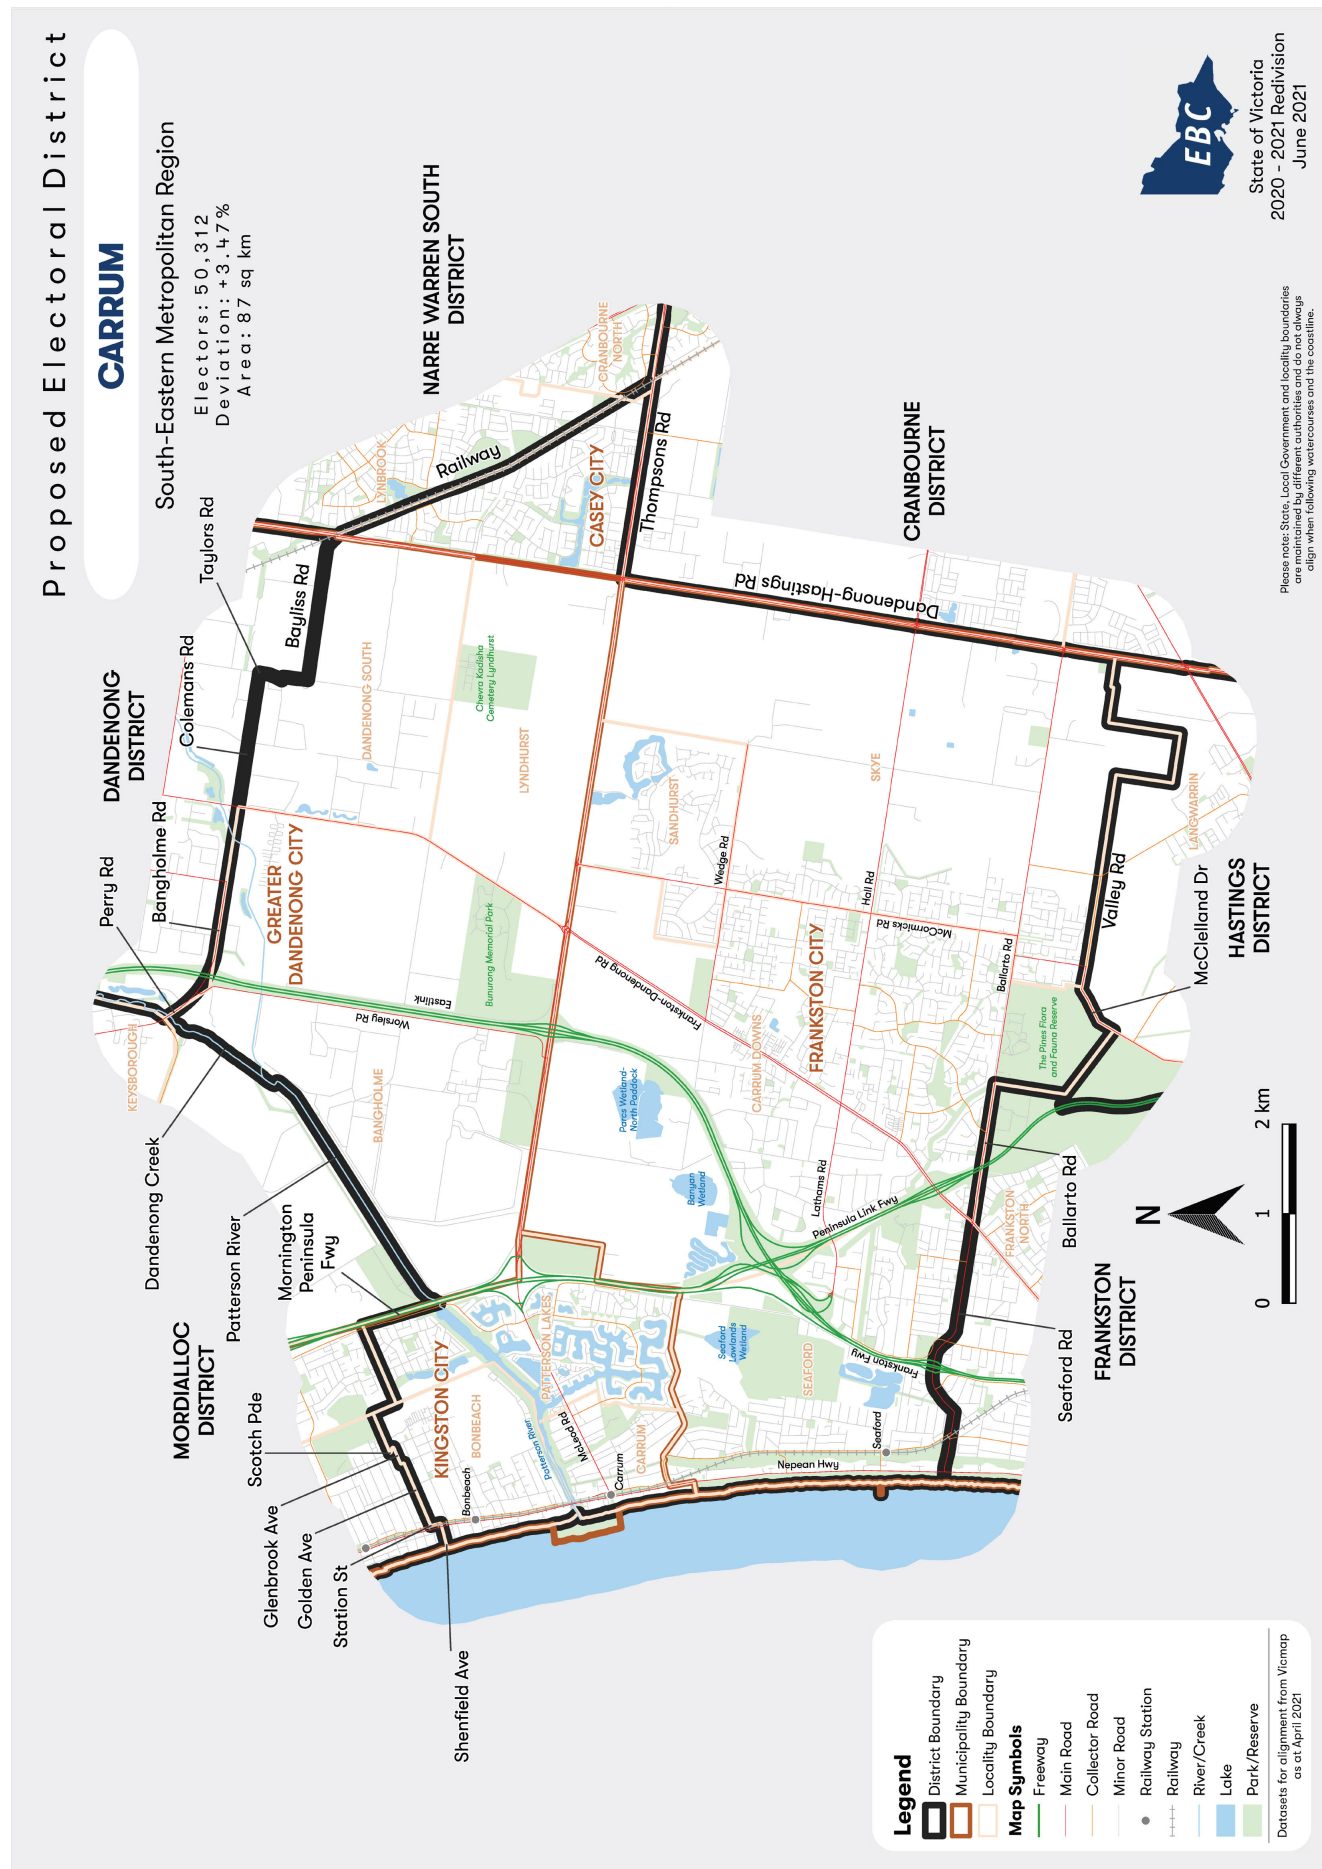 Proposed Electoral District
CARRUM
South-Eastern Metropolitan Region
Electors: 50,312
Deviation: +3.47%
Area: 87 sq km
DANDENONG
DISTRICT
NARRE WARREN SOUTH
DISTRICT
CRANBOURNE
DISTRICT
HASTINGS
DISTRICT
FRANKSTON
DISTRICT
MORDIALLOC
DISTRICT
Perry Rd
Bangholme Rd
Colemans Rd
Taylors Rd
Bayliss Rd
Railway
Thompsons Rd
Dandenong-Hastings Rd
Valley Rd
McClelland Dr
Ballarto Rd
Seaford Rd
Dandenong Creek
Patterson River
Mornington
Peninsula
Fwy
Scotch Pde
Glenbrook Ave
Golden Ave
Station St
Shenfield Ave
GREATER
DANDENONG CITY
CASEY CITY
FRANKSTON CITY
KINGSTON CITY
KEYSBOROUGH
BANGHOLME
DANDENONG SOUTH
LYNDHURST
LYNBROOK
CRANBOURNE
NORTH
SANDHURST
SKYE
LANGWARRIN
CARRUM DOWNS
FRANKSTON
NORTH
SEAFORD
CARRUM
PATTERSON LAKES
BONBEACH
Chevra Kadisha
Cemetery Lyndhurst
Bunurong Memorial Park
The Pines Flora
and Fauna Reserve
Parcs Wetland-
North Paddock
Banyan
Wetland
Seaford
Lowlands
Wetland
Patterson River
Eastlink
Worsley Rd
Frankston-Dandenong Rd
Wedge Rd
Hall Rd
McCormicks Rd
Ballarto Rd
Lathams Rd
Peninsula Link Fwy
Frankston Fwy
McLeod Rd
Nepean Hwy
Bonbeach
Carrum
Seaford
N
0 1 2 km
Legend
District Boundary
Municipality Boundary
Locality Boundary
Map Symbols
Freeway
Main Road
Collector Road
Minor Road
Railway Station
Railway
River/Creek
Lake
Park/Reserve
Datasets for alignment from Vicmap
as at April 2021
Please note: State, Local Government and locality boundaries
are maintained by different authorities and do not always
align when following watercourses and the coastline.
EBC
State of Victoria
2020 - 2021 Redivision
June 2021